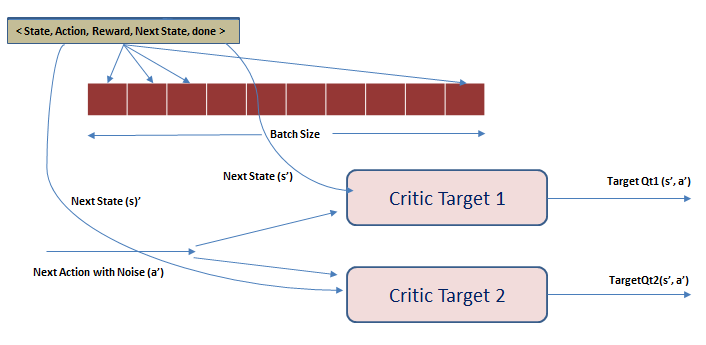 < State, Action, Reward, Next State, done >
Batch Size
Next State (s')
Target Qt1 (s', a')
Critic Target 1
Next State (s)'
Next Action with Noise (a')
TargetQt2(s', a')
Critic Target 2